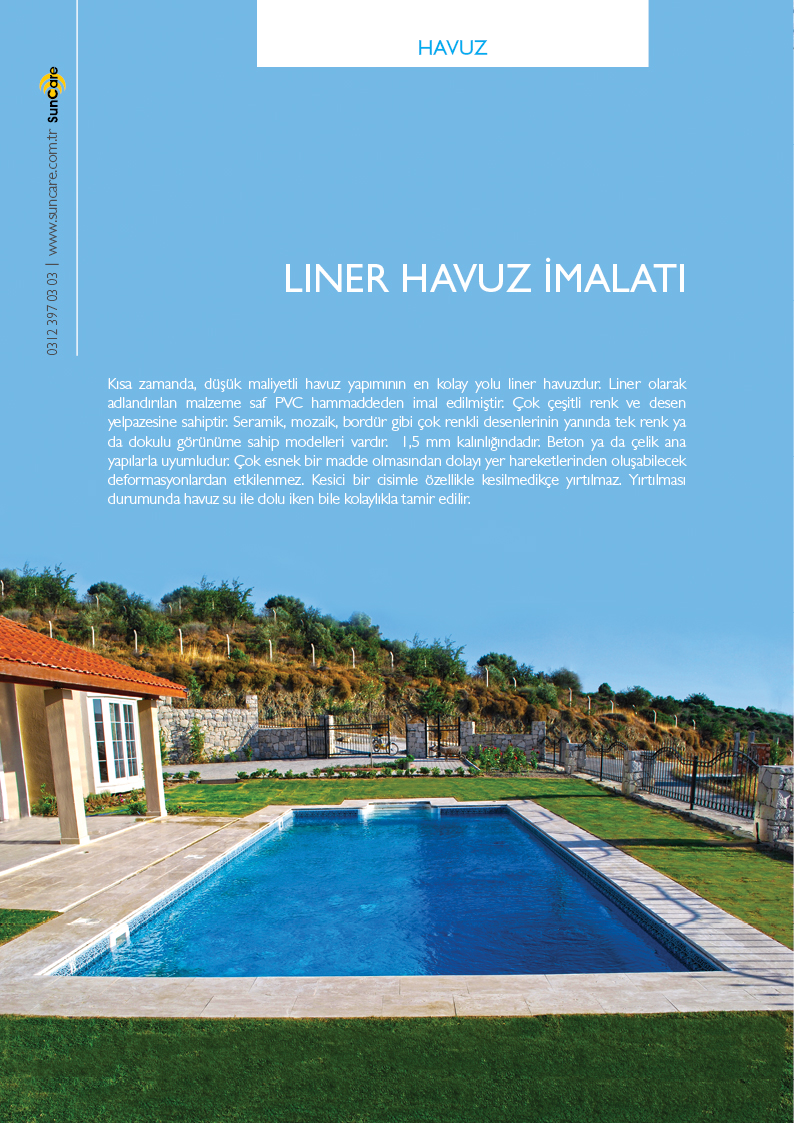 HAVUZ
0312 397 03 03 | www.suncare.com.tr SunCare
LINER HAVUZ İMALATI
Kısa zamanda, düşük maliyetli havuz yapımının en kolay yolu liner havuzdur. Liner olarak
adlandırılan malzeme saf PVC hammaddeden imal edilmiştir. Çok çeşitli renk ve desen
yelpazesine sahiptir. Seramik, mozaik, bordür gibi çok renkli desenlerinin yanında tek renk ya
da dokulu görünüme sahip modelleri vardır. 1,5 mm kalınlığındadır. Beton ya da çelik ana
yapılarla uyumludur. Çok esnek bir madde olmasından dolayı yer hareketlerinden oluşabilecek
deformasyonlardan etkilenmez. Kesici bir cisimle özellikle kesilmedikçe yırtılmaz. Yırtılması
durumunda havuz su ile dolu iken bile kolaylıkla tamir edilir.